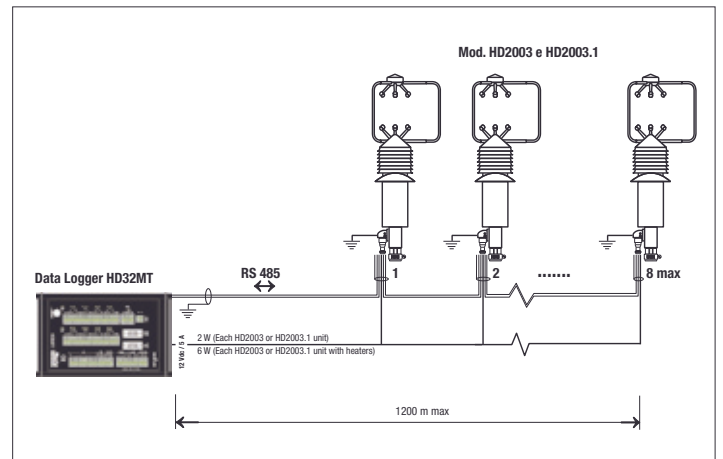 Mod. HD2003 e HD2003.1
1
2
.......
8 max
Data Logger HD32MT
RS 485
12 Vdc / 5 A
2 W (Each HD2003 or HD2003.1 unit)
6 W (Each HD2003 or HD2003.1 unit with heaters)
1200 m max